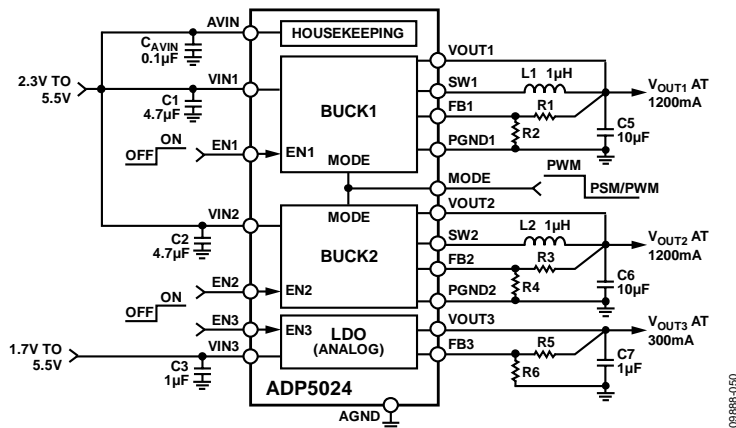 AVIN
HOUSEKEEPING
CAVIN
0.1µF
VOUT1
2.3V TO
5.5V
VIN1
C1
4.7µF
BUCK1
SW1
L1 1µH
VOUT1 AT
1200mA
FB1
R1
R2
C5
10µF
ON
OFF
EN1
EN1
MODE
PGND1
MODE
PWM
PSM/PWM
VIN2
C2
4.7µF
MODE
BUCK2
VOUT2
SW2
L2 1µH
VOUT2 AT
1200mA
FB2
R3
R4
C6
10µF
ON
OFF
EN2
EN2
PGND2
EN3
EN3
LDO
(ANALOG)
VOUT3
VOUT3 AT
300mA
1.7V TO
5.5V
VIN3
C3
1µF
FB3
R5
R6
C7
1µF
ADP5024
AGND
09888-050